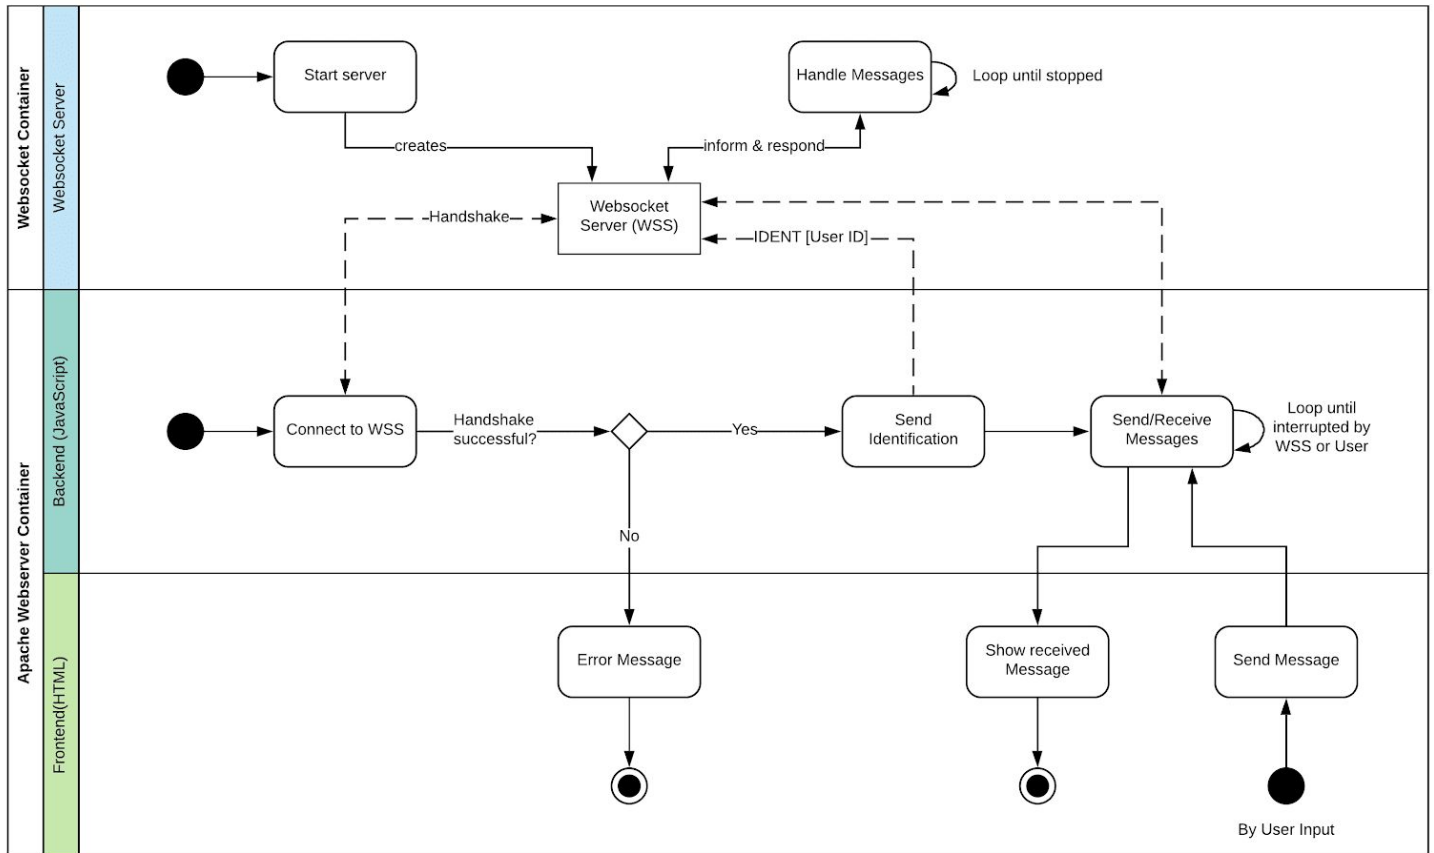 Websocket Container
Websocket Server
Start server
Handle Messages
Loop until stopped
creates
inform & respond
Websocket
Server (WSS)
Handshake
IDENT [User ID]
Apache Webserver Container
Backend (JavaScript)
Connect to WSS
Handshake
successful?
Yes
Send
Identification
Send/Receive
Messages
Loop until
interrupted by
WSS or User
No
Frontend(HTML)
Error Message
Show received
Message
Send Message
By User Input